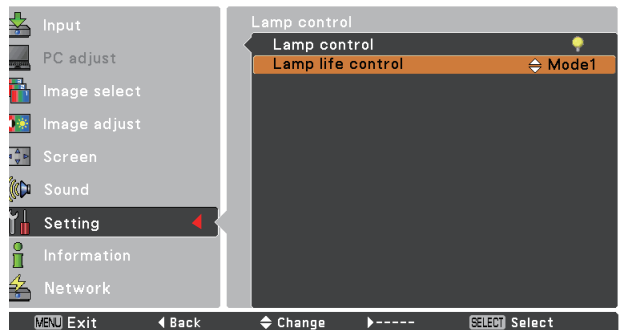 Input
PC adjust
Image select
Image adjust
Screen
Sound
Setting
Information
Network
Lamp control
Lamp control
Lamp life control Mode1
MENU Exit Back Change ----- SELECT Select